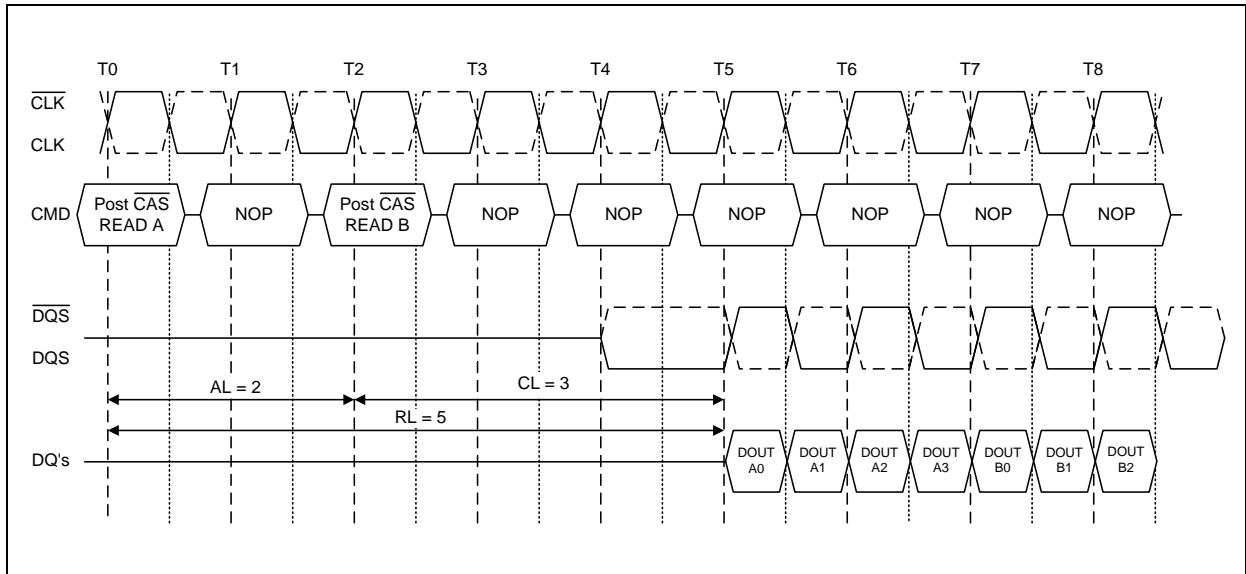 T0 T1 T2 T3 T4 T5 T6 T7 T8
CLK
CLK
CMD
Post CAS
READ A
NOP
Post CAS
READ B
NOP
NOP
NOP
NOP
NOP
NOP
DQS
DQS
AL = 2
CL = 3
RL = 5
DQ's
DOUT
A0
DOUT
A1
DOUT
A2
DOUT
A3
DOUT
B0
DOUT
B1
DOUT
B2